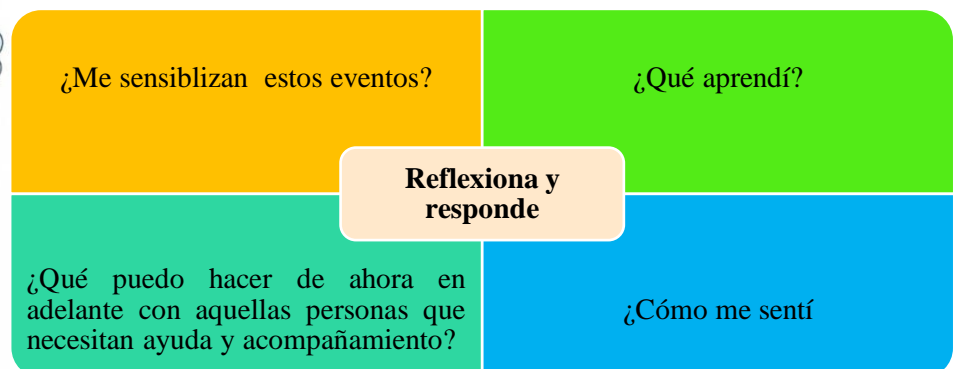 ¿Me sensiblizan estos eventos?
¿Qué aprendí?
Reflexiona y
responde
¿Qué puedo hacer de ahora en
adelante con aquellas personas que
necesitan ayuda y acompañamiento?
¿Cómo me sentí